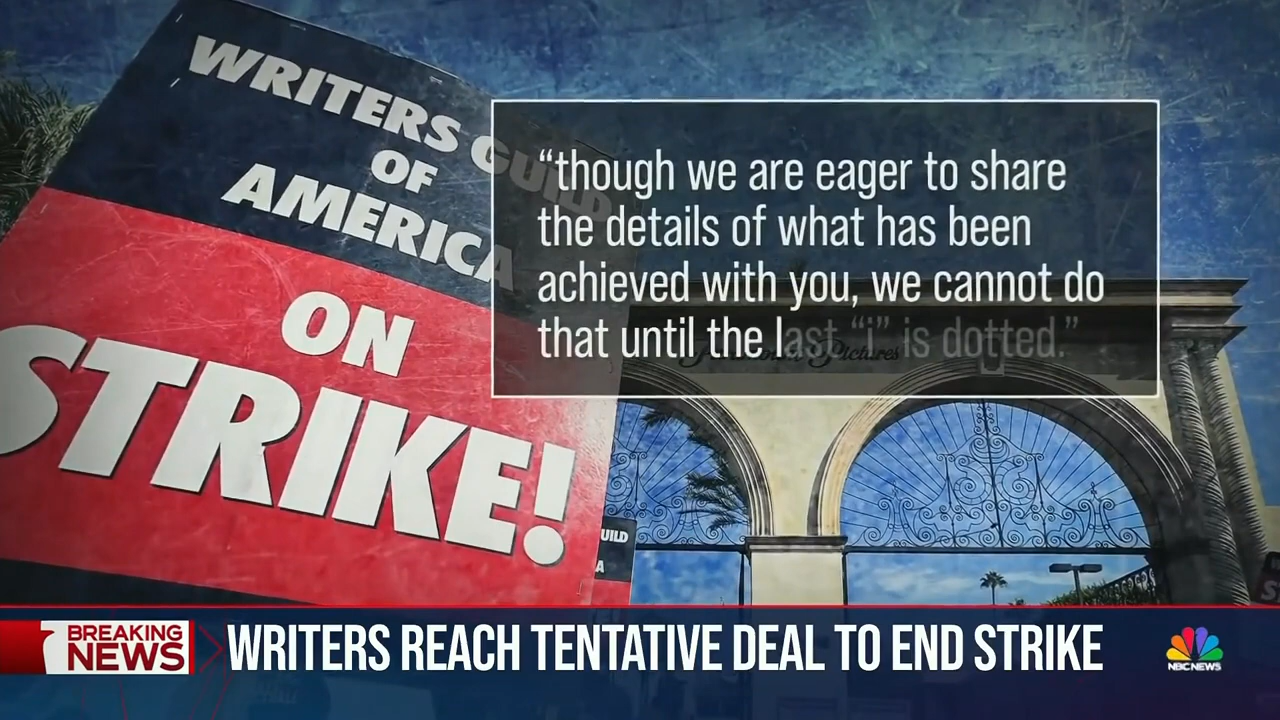 WRITERS GUILD
OF
AMERICA
ON
STRIKE!
“though we are eager to share
the details of what has been
achieved with you, we cannot do
that until the last “i” is dotted.”
Pictures
UILD
A
BREAKING
NEWS
WRITERS REACH TENTATIVE DEAL TO END STRIKE
NBC NEWS